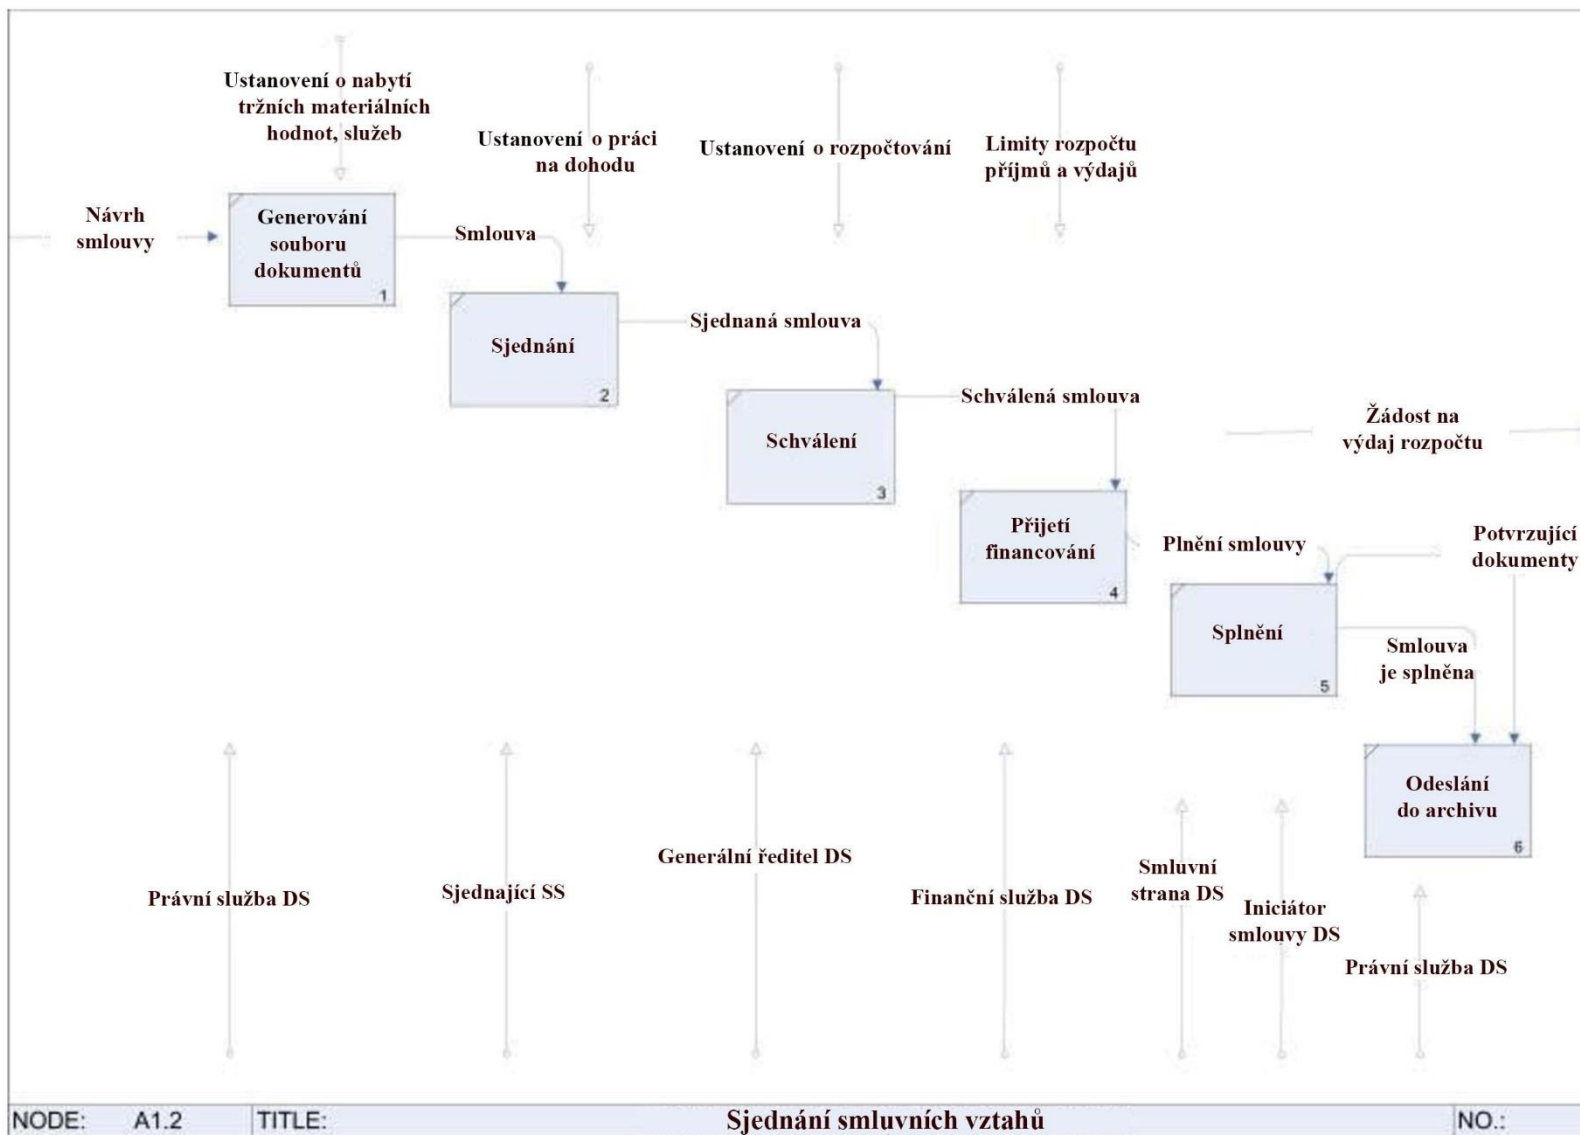 Ustanovení o nabytí
tržních materiálních
hodnot, služeb
Ustanovení o práci
na dohodu
Ustanovení o rozpočtování
Limity rozpočtu
příjmů a výdajů
Návrh
smlouvy
Generování
souboru
dokumentů
1
Smlouva
Sjednání
2
Sjednaná smlouva
Schválení
3
Schválená smlouva
Žádost na
výdaj rozpočtu
Přijetí
financování
4
Plnění smlouvy
Potvrzující
dokumenty
Splnění
5
Smlouva
je splněna
Odeslání
do archivu
6
Právní služba DS
Sjednající SS
Generální ředitel DS
Finanční služba DS
Smluvní
strana DS
Iniciátor
smlouvy DS
Právní služba DS
NODE: A1.2 TITLE: Sjednání smluvních vztahů NO.: